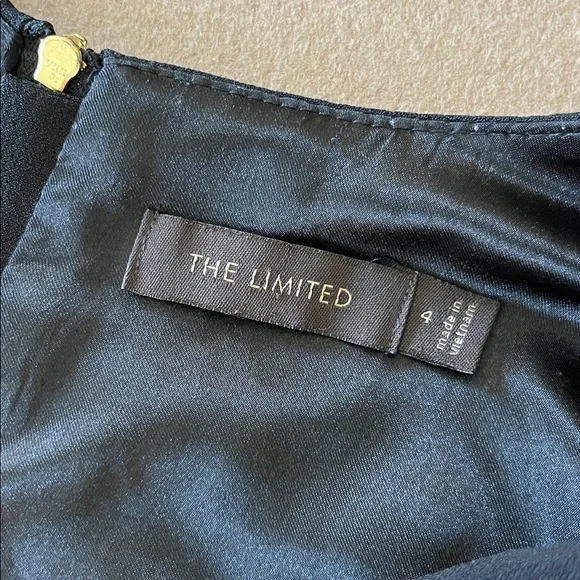 THE LIMITED
4
made in
Vietnam